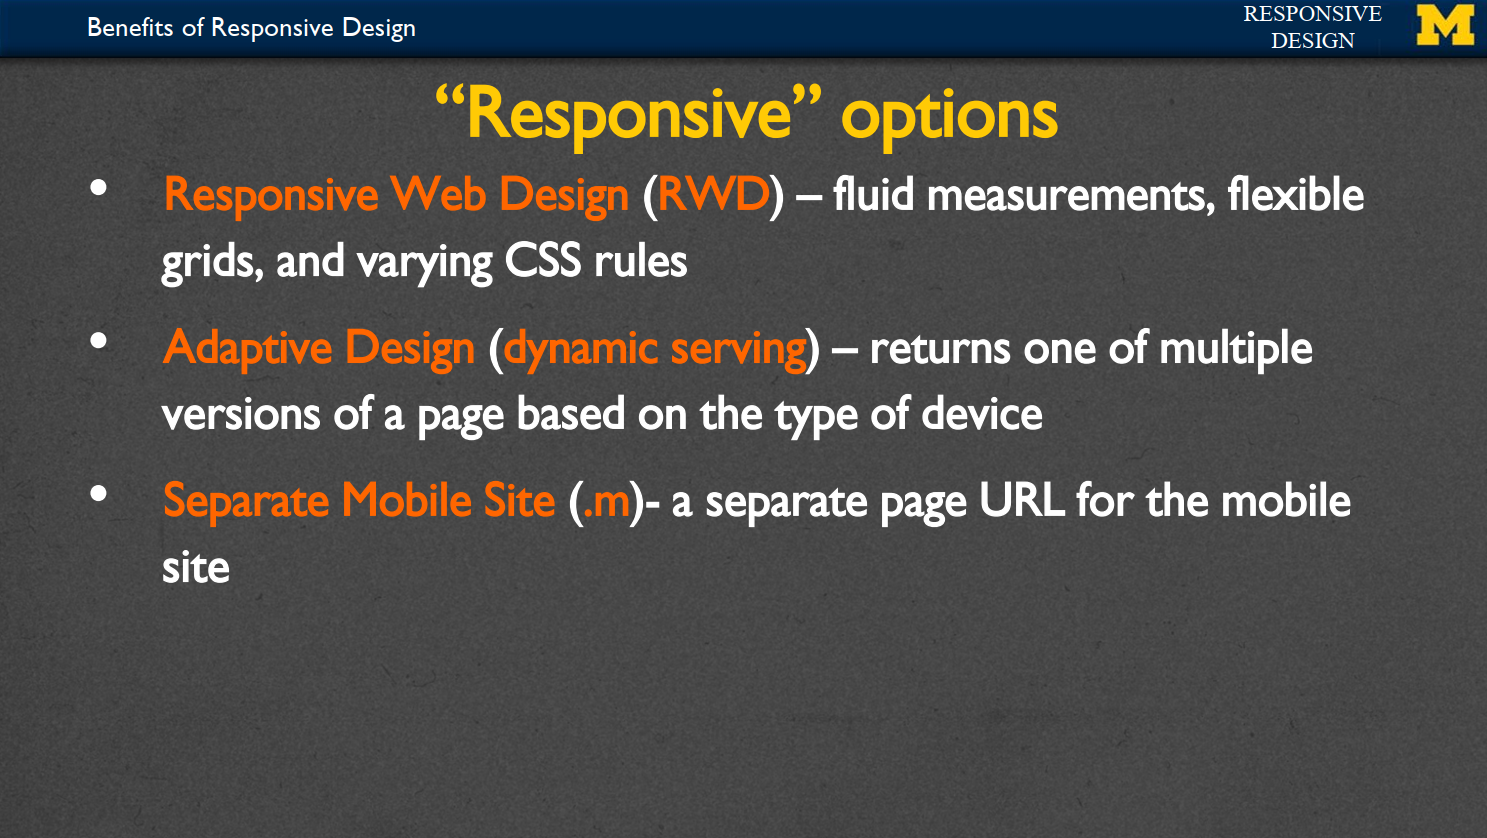 Benefits of Responsive Design
RESPONSIVE
DESIGN
M
“Responsive” options
• Responsive Web Design (RWD) – fluid measurements, flexible
grids, and varying CSS rules
• Adaptive Design (dynamic serving) – returns one of multiple
versions of a page based on the type of device
• Separate Mobile Site (.m)- a separate page URL for the mobile
site